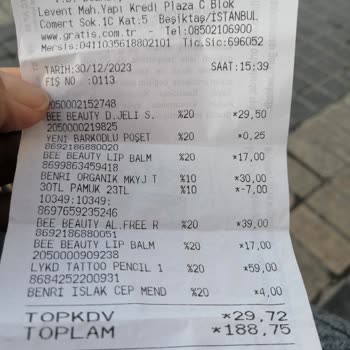 Levent Mah.Yapı Kredi Plaza C Blok
Comert Sok.1C Kat:5 Beşiktaş/İSTANBUL
www.gratis.com.tr - Tel:08502106900
Mersis:0411035618802101 Tic.Sic:696052
TARİH:30/12/2023 SAAT:15:39
FİŞ NO :0113
2050002152748
BEE BEAUTY D.JELI S. %20 *29,50
2050000219825
YENI BARKODLU POŞET %20 *0,25
8692186880020
BEE BEAUTY LIP BALM %20 *17,00
8699863459418
BENRI ORGANIK MKYJ T %10 *30,00
30TL PAMUK 23TL %10 *-7,00
10349:10349:
8697659235246
BEE BEAUTY AL.FREE R %20 *39,00
8692186880051
BEE BEAUTY LIP BALM %20 *17,00
2050000909238
LYKD TATTOO PENCIL 1 %20 *59,00
8684252200931
BENRI ISLAK CEP MEND %20 *4,00
TOPKDV *29,72
TOPLAM *188,75